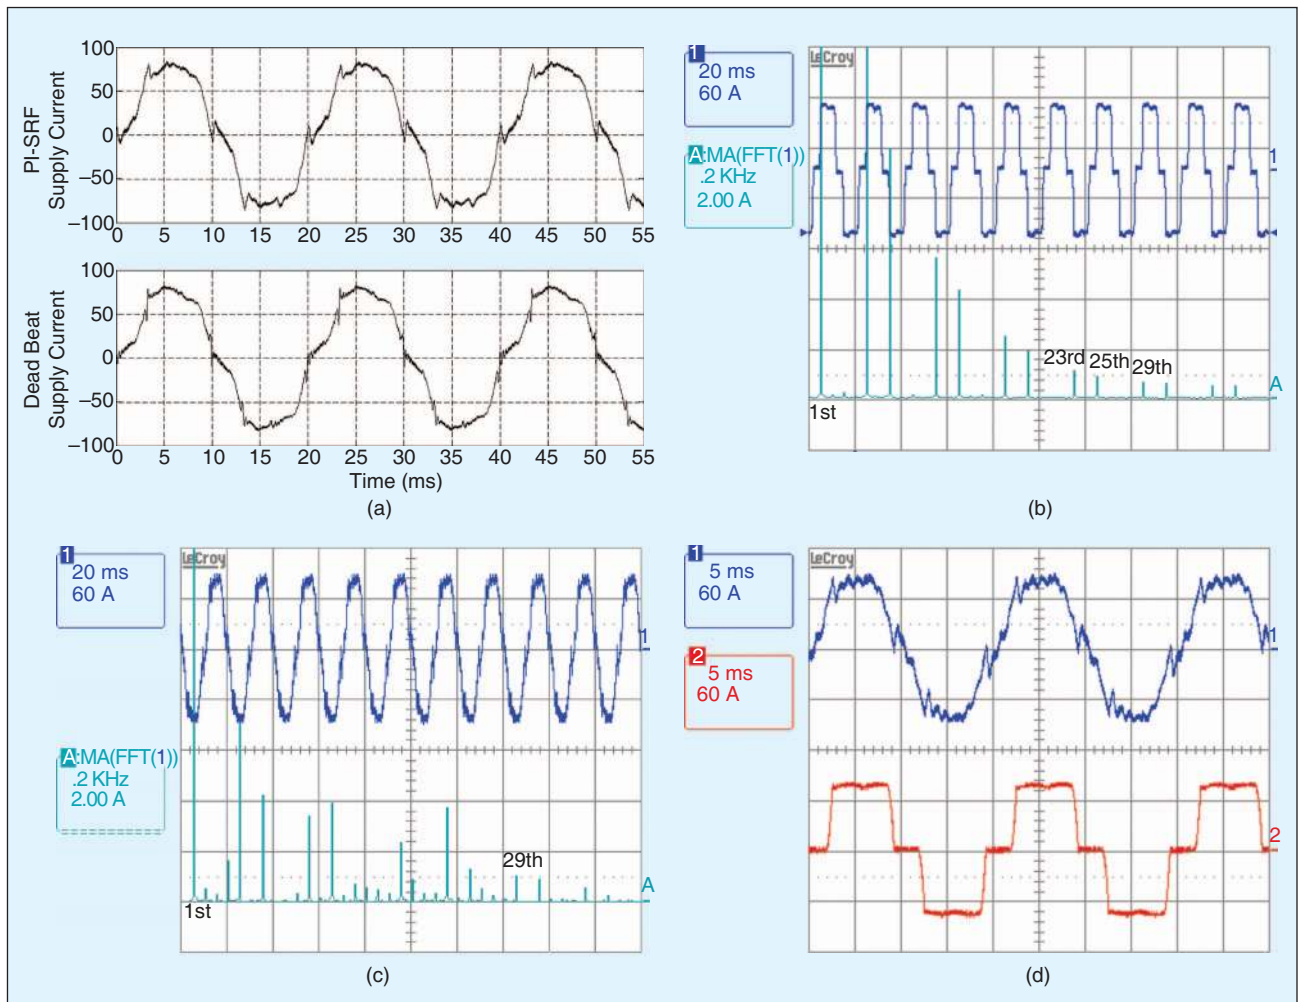 100
50
0
−50
−100
PI-SRF
Supply Current
0 5 10 15 20 25 30 35 40 45 50 55
100
50
0
−50
−100
Dead Beat
Supply Current
0 5 10 15 20 25 30 35 40 45 50 55
Time (ms)
(a)
1
20 ms
60 A
A:MA(FFT(1))
.2 KHz
2.00 A
LeCroy
1
23rd 25th 29th
A
1st
(b)
1
20 ms
60 A
A:MA(FFT(1))
.2 KHz
2.00 A
LeCroy
1
29th
A
1st
(c)
1
5 ms
60 A
2
5 ms
60 A
LeCroy
1
2
(d)